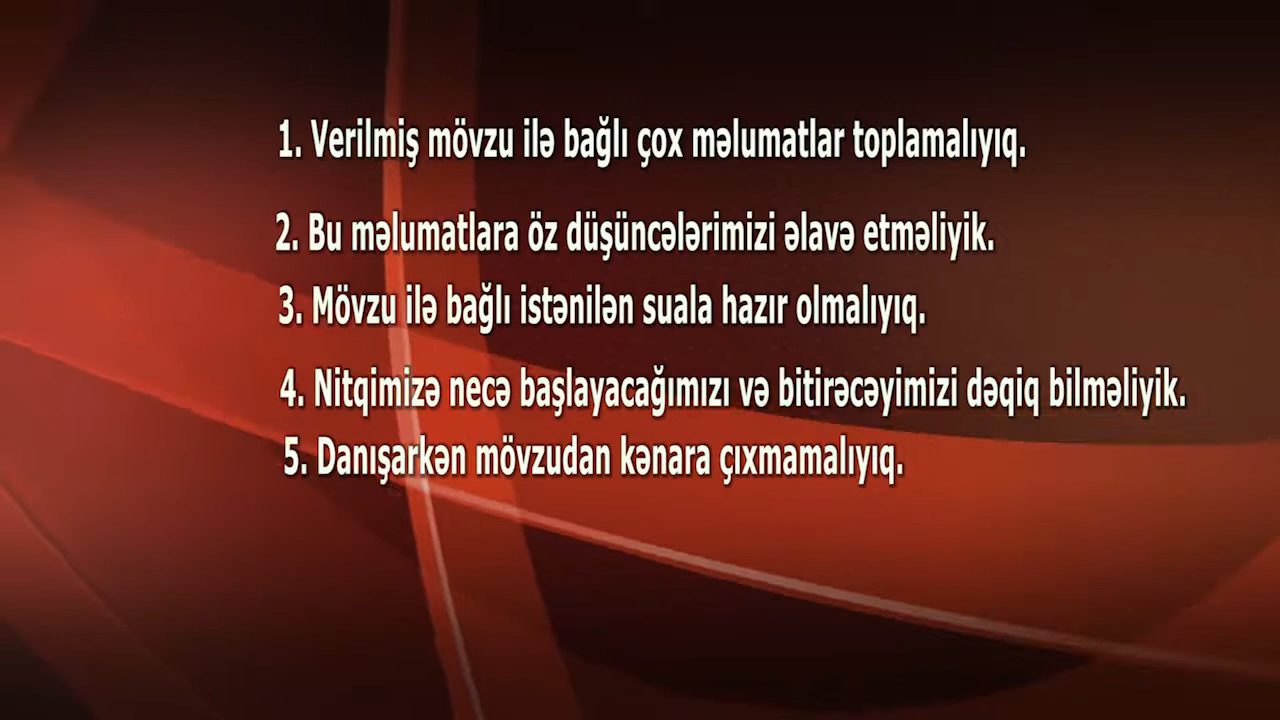 1. Verilmiş mövzu ilə bağlı çox məlumatlar toplamalıyıq.
2. Bu məlumatlara öz düşüncələrimizi əlavə etməliyik.
3. Mövzu ilə bağlı istənilən suala hazır olmalıyıq.
4. Nitqimizə necə başlayacağımızı və bitirəcəyimizi dəqiq bilməliyik.
5. Danışarkən mövzudan kənara çıxmamalıyıq.